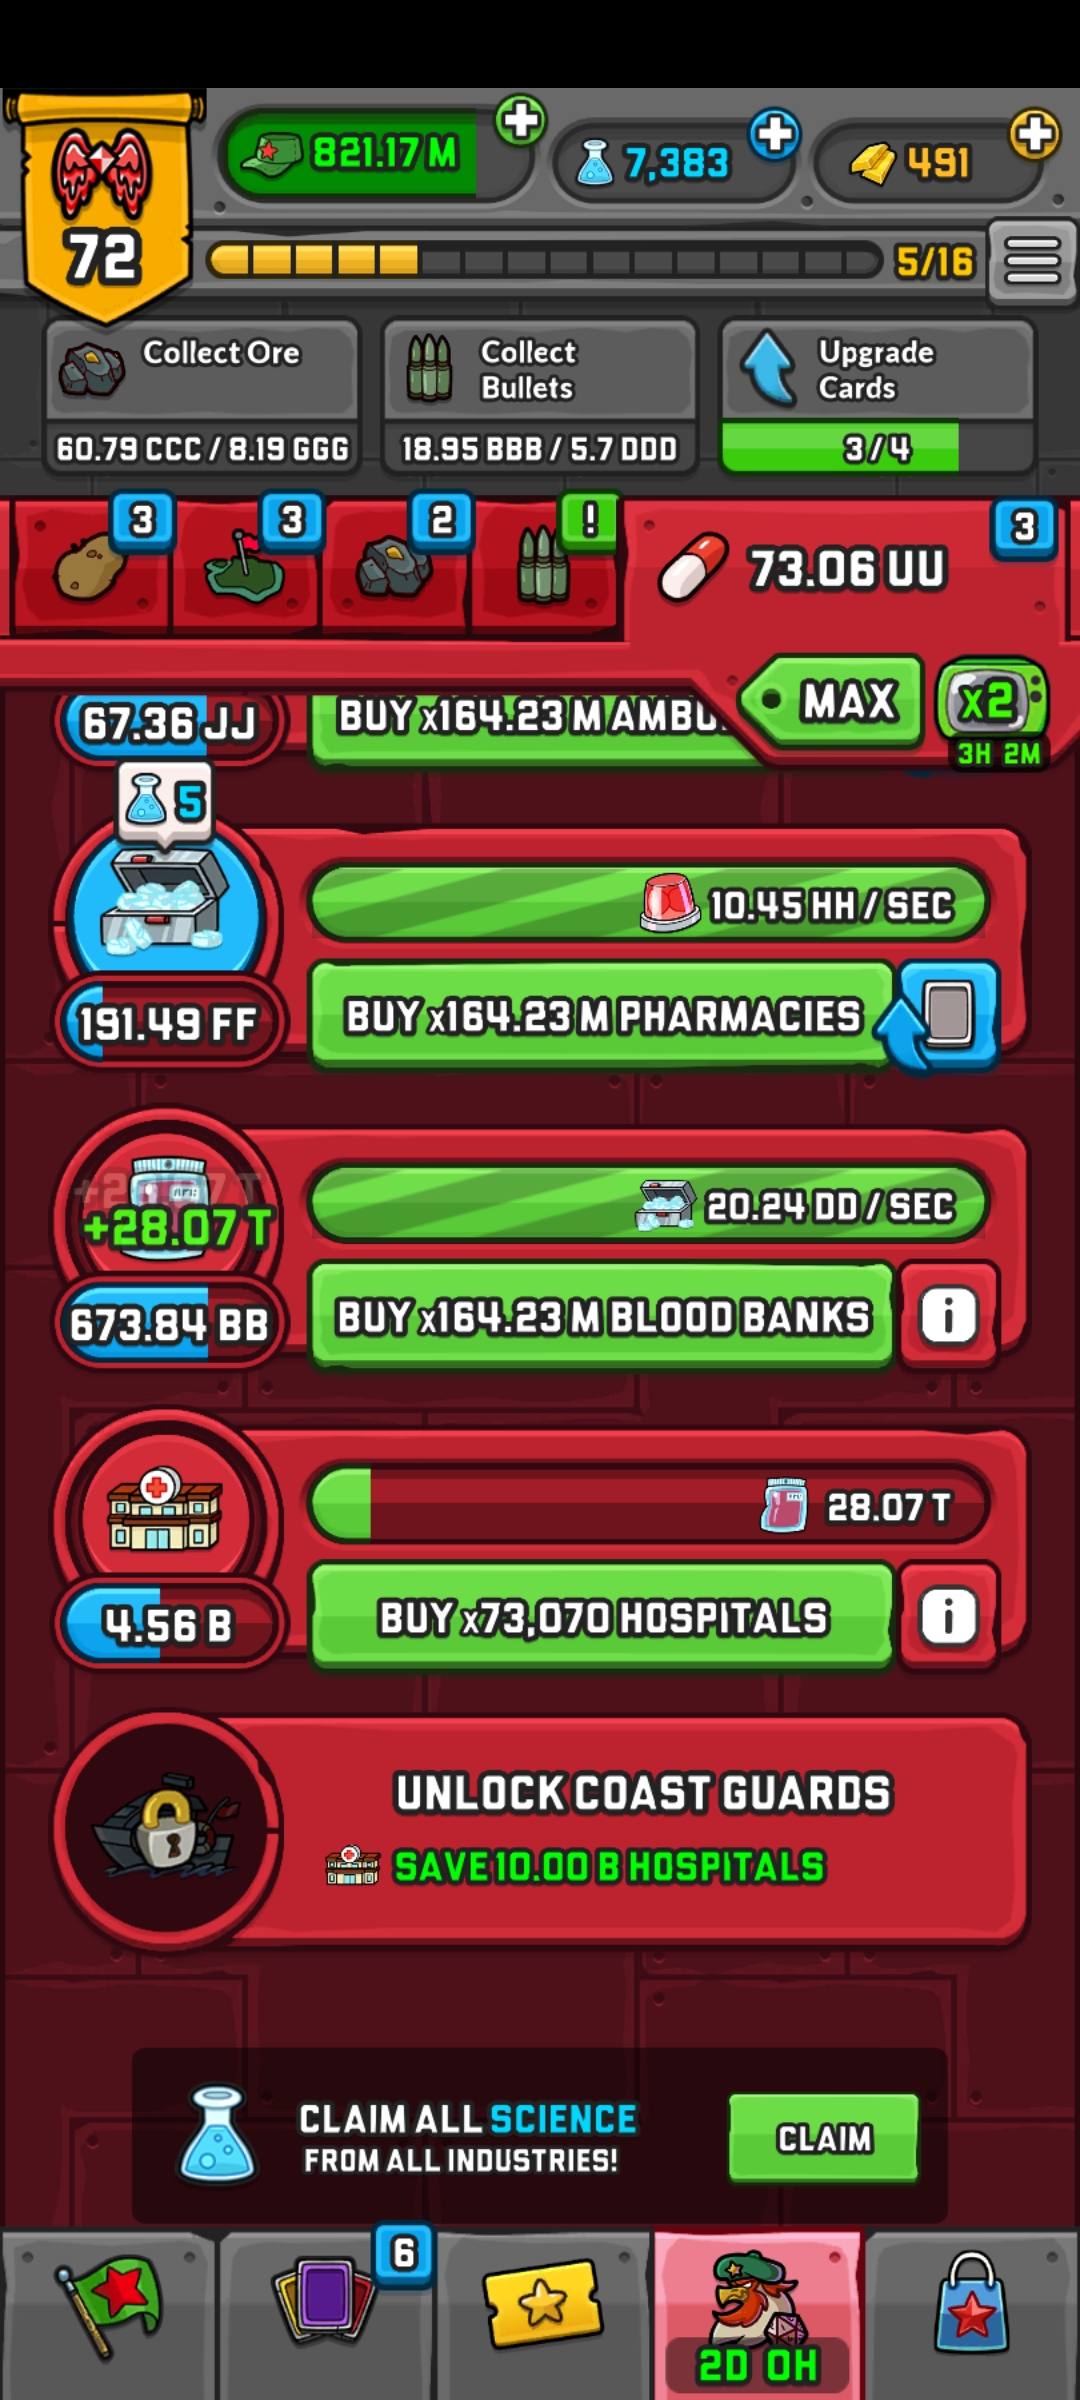 821.17 M
7,383
491
72
5/16
Collect Ore
60.79 CCC / 8.19 GGG
Collect
Bullets
18.95 BBB / 5.7 DDD
Upgrade
Cards
3 / 4
3
3
2
!
73.06 UU
3
67.36 JJ
BUY x164.23 M AMBU
MAX
x2
3H 2M
5
10.45 HH / SEC
191.49 FF
BUY x164.23 M PHARMACIES
+28.07 T
20.24 DD / SEC
673.84 BB
BUY x164.23 M BLOOD BANKS
i
28.07 T
4.56 B
BUY x73,070 HOSPITALS
i
UNLOCK COAST GUARDS
SAVE 10.00 B HOSPITALS
CLAIM ALL SCIENCE
FROM ALL INDUSTRIES!
CLAIM
6
2D 0H